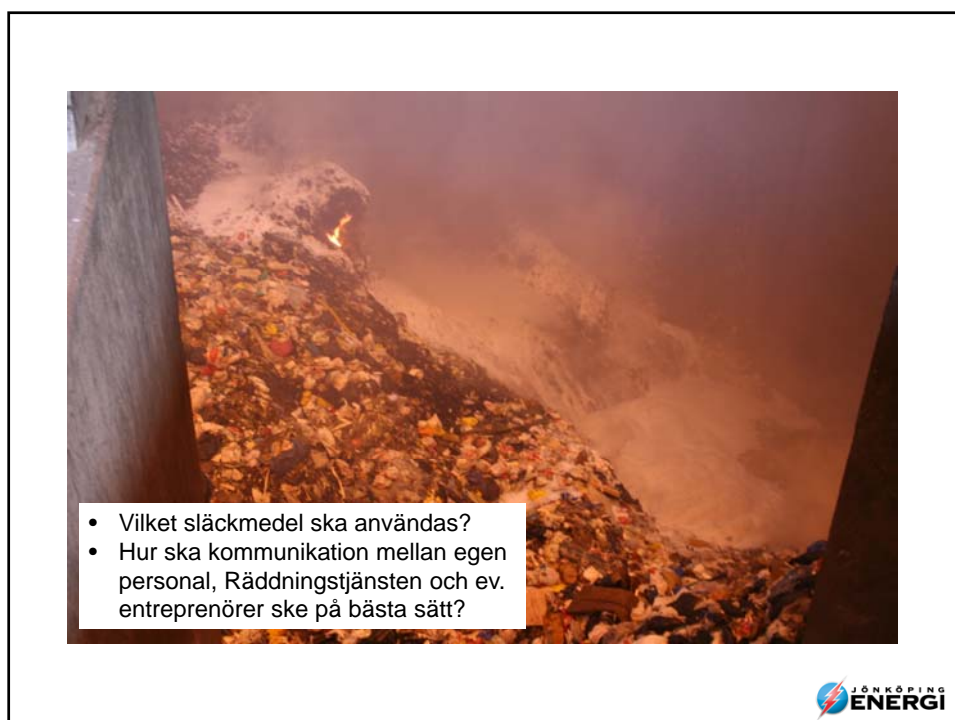 • Vilket släckmedel ska användas?
• Hur ska kommunikation mellan egen
personal, Räddningstjänsten och ev.
entreprenörer ske på bästa sätt?
JÖNKÖPING
ENERGI